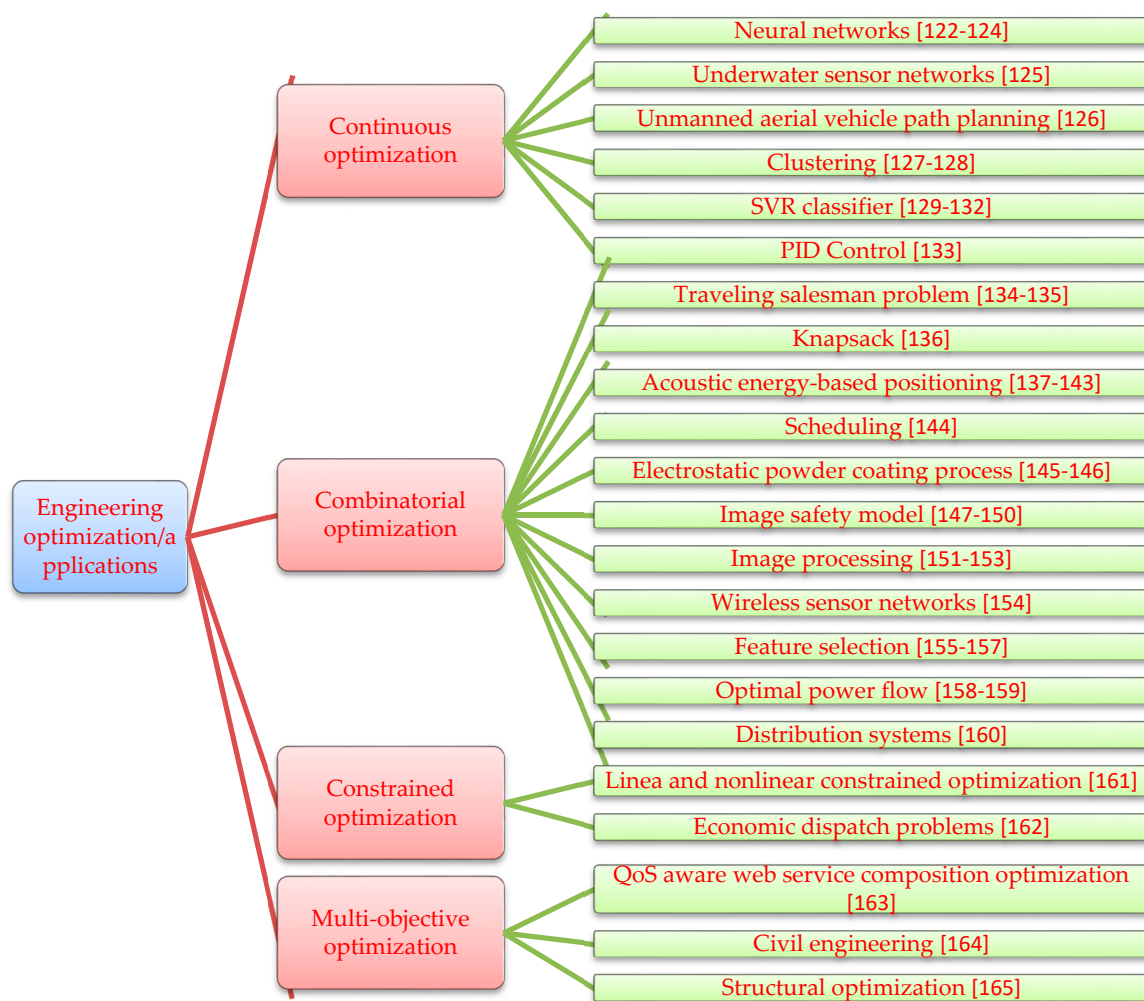 Engineering
optimization/a
pplications
Continuous
optimization
Neural networks [122-124]
Underwater sensor networks [125]
Unmanned aerial vehicle path planning [126]
Clustering [127-128]
SVR classifier [129-132]
PID Control [133]
Combinatorial
optimization
Traveling salesman problem [134-135]
Knapsack [136]
Acoustic energy-based positioning [137-143]
Scheduling [144]
Electrostatic powder coating process [145-146]
Image safety model [147-150]
Image processing [151-153]
Wireless sensor networks [154]
Feature selection [155-157]
Optimal power flow [158-159]
Distribution systems [160]
Constrained
optimization
Linea and nonlinear constrained optimization [161]
Economic dispatch problems [162]
Multi-objective
optimization
QoS aware web service composition optimization
[163]
Civil engineering [164]
Structural optimization [165]